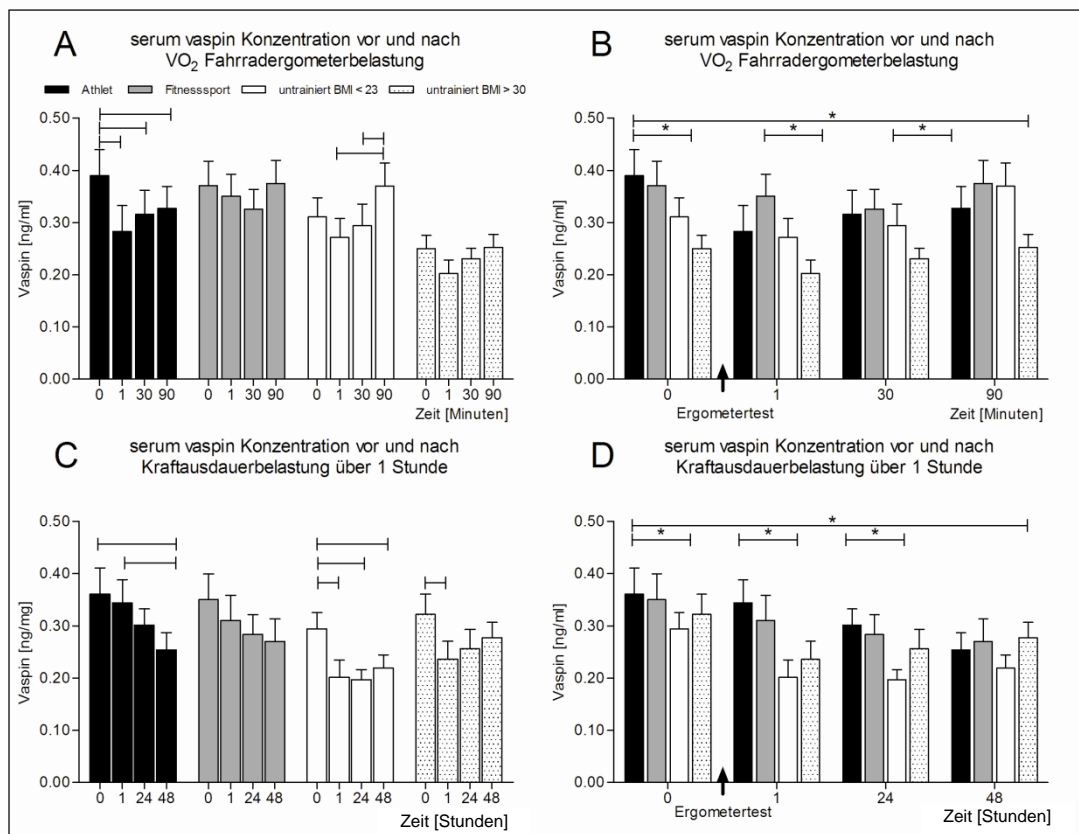 A
serum vaspin Konzentration vor und nach
VO2 Fahrradergometerbelastung
Athlet Fitnesssport untrainiert BMI < 23 untrainiert BMI > 30
Vaspin [ng/ml]
0.50
0.40
0.30
0.20
0.10
0.00
0 1 30 90 0 1 30 90 0 1 30 90 0 1 30 90
Zeit [Minuten]
B
serum vaspin Konzentration vor und nach
VO2 Fahrradergometerbelastung
Vaspin [ng/ml]
0.50
0.40
0.30
0.20
0.10
0.00
*
* * *
0 1 30 90
Ergometertest
Zeit [Minuten]
C
serum vaspin Konzentration vor und nach
Kraftausdauerbelastung über 1 Stunde
Vaspin [ng/mg]
0.50
0.40
0.30
0.20
0.10
0.00
0 1 24 48 0 1 24 48 0 1 24 48 0 1 24 48
Zeit [Stunden]
D
serum vaspin Konzentration vor und nach
Kraftausdauerbelastung über 1 Stunde
Vaspin [ng/ml]
0.50
0.40
0.30
0.20
0.10
0.00
*
* * *
0 1 24 48
Ergometertest
Zeit [Stunden]